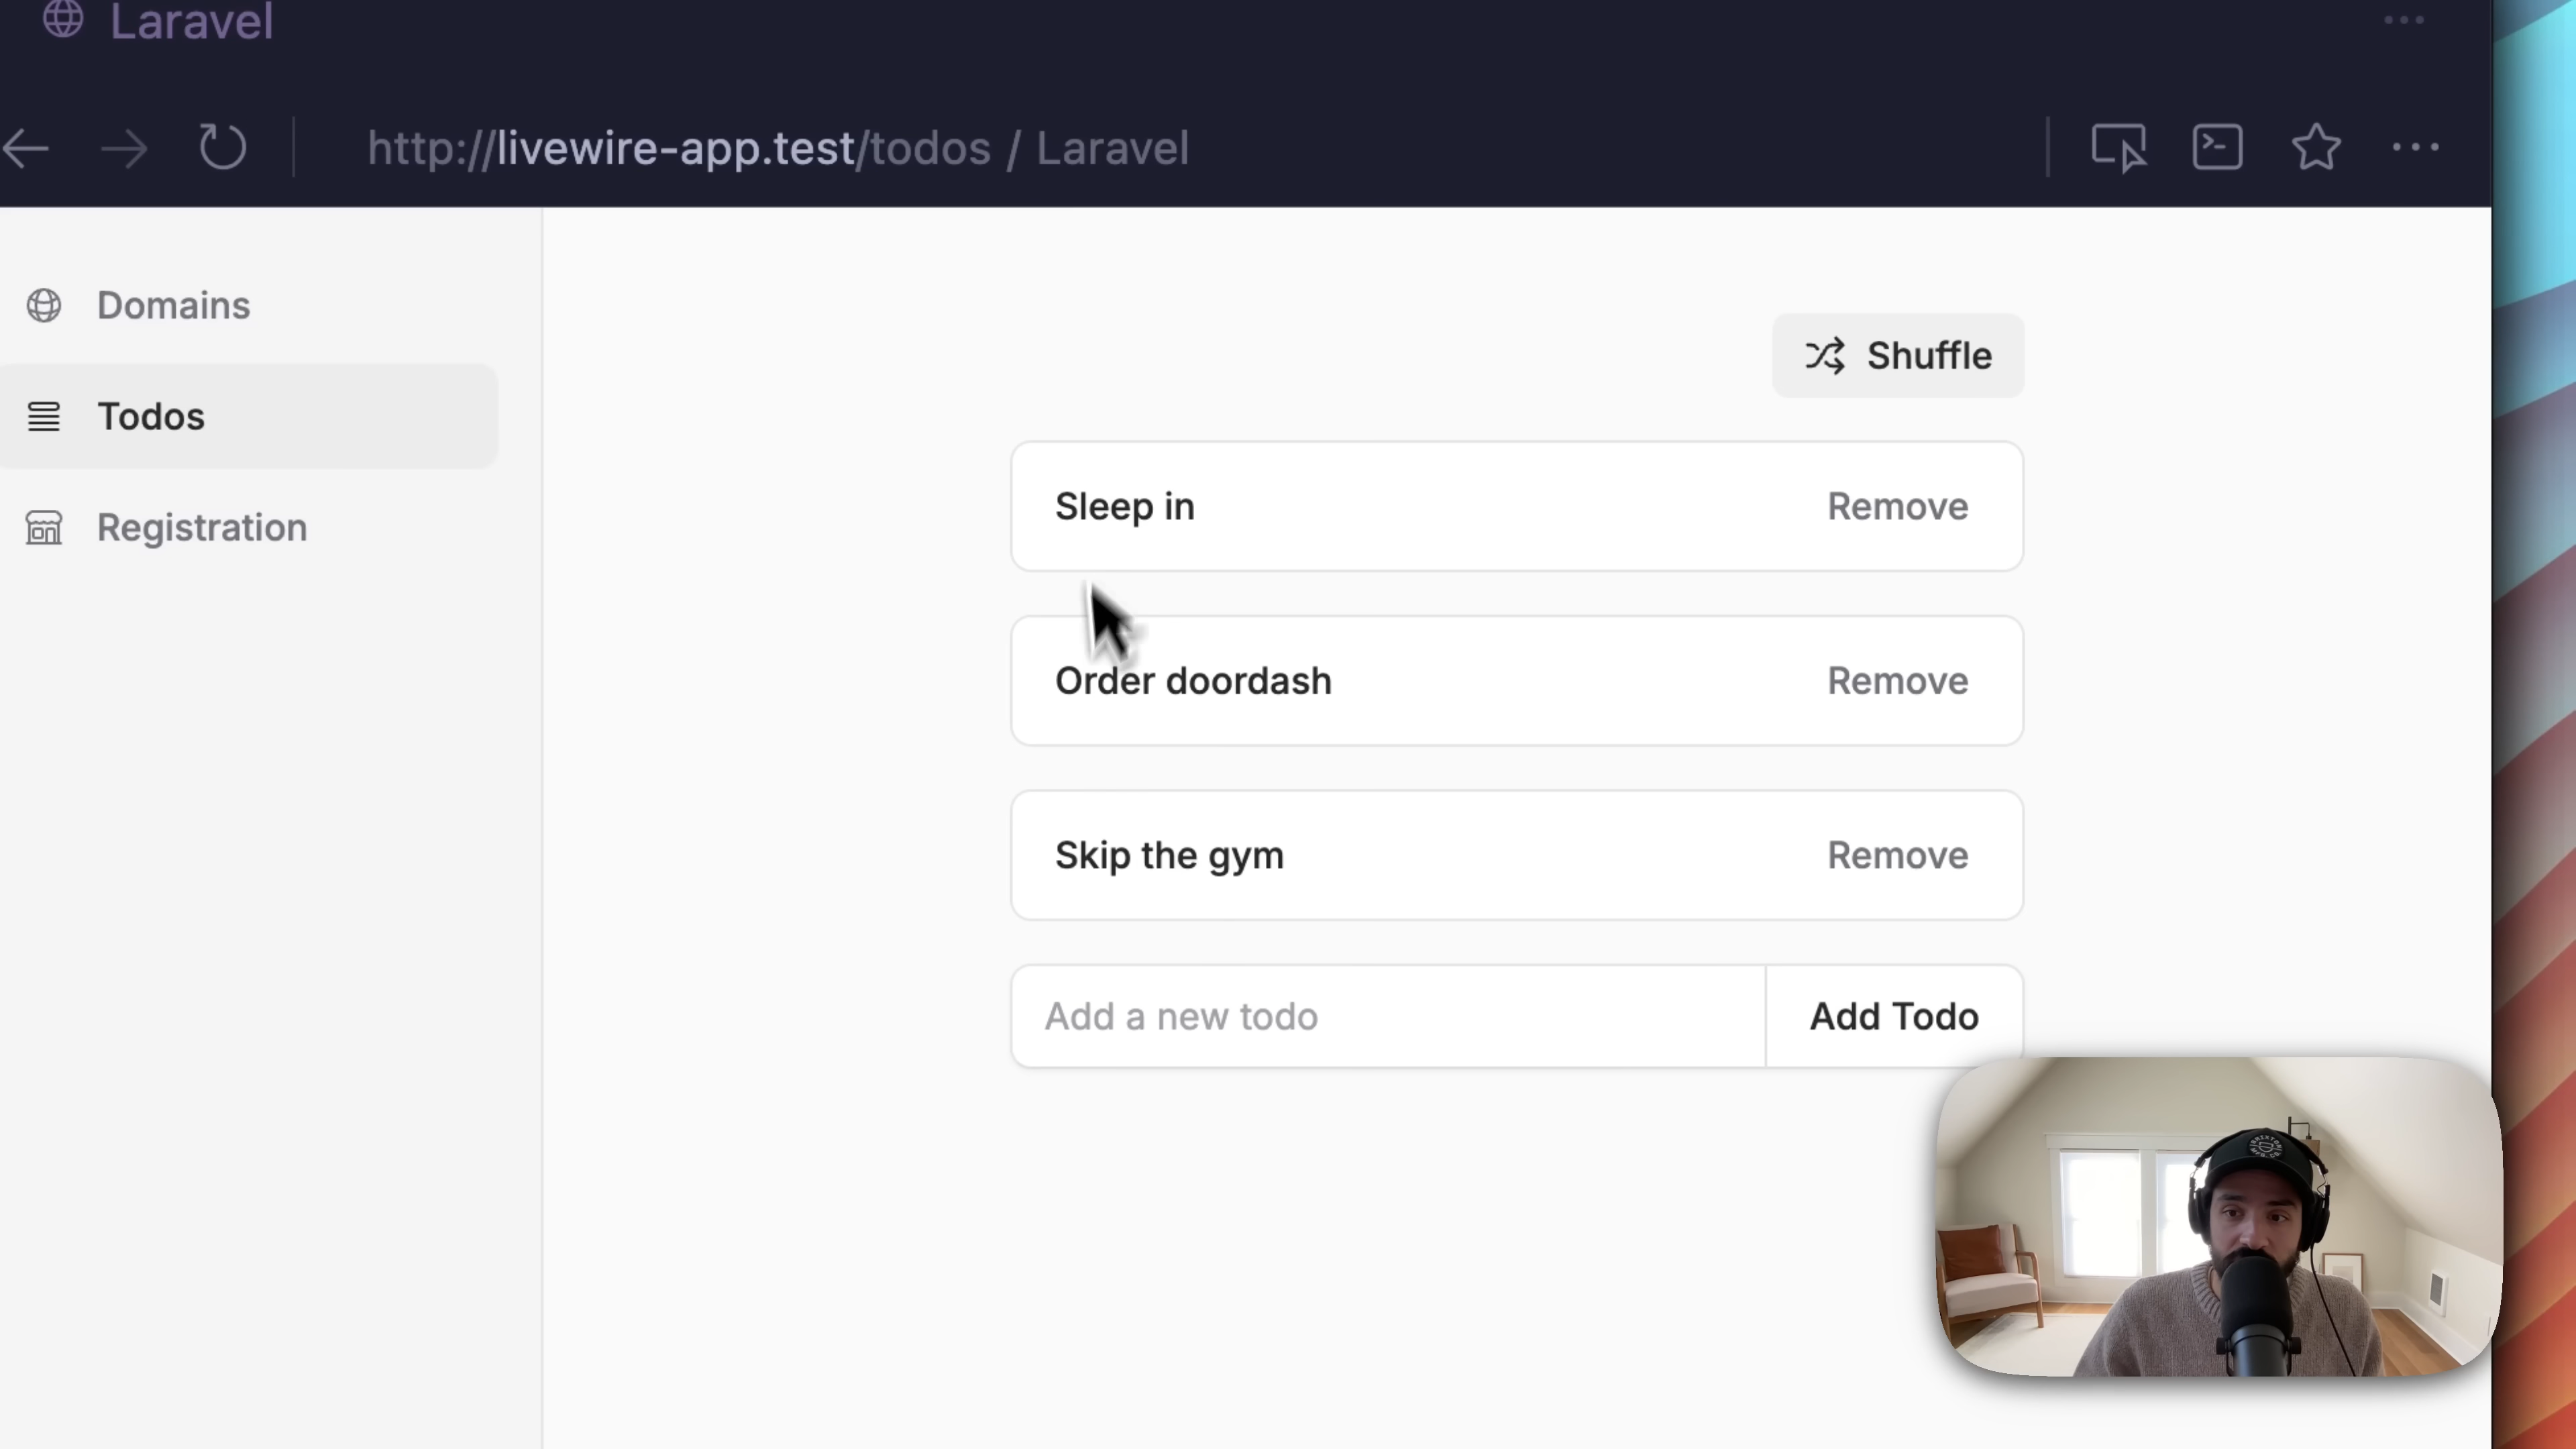 Laravel
http://livewire-app.test/todos / Laravel
Domains
Todos
Registration
Shuffle
Sleep in
Remove
Order doordash
Remove
Skip the gym
Remove
Add a new todo
Add Todo